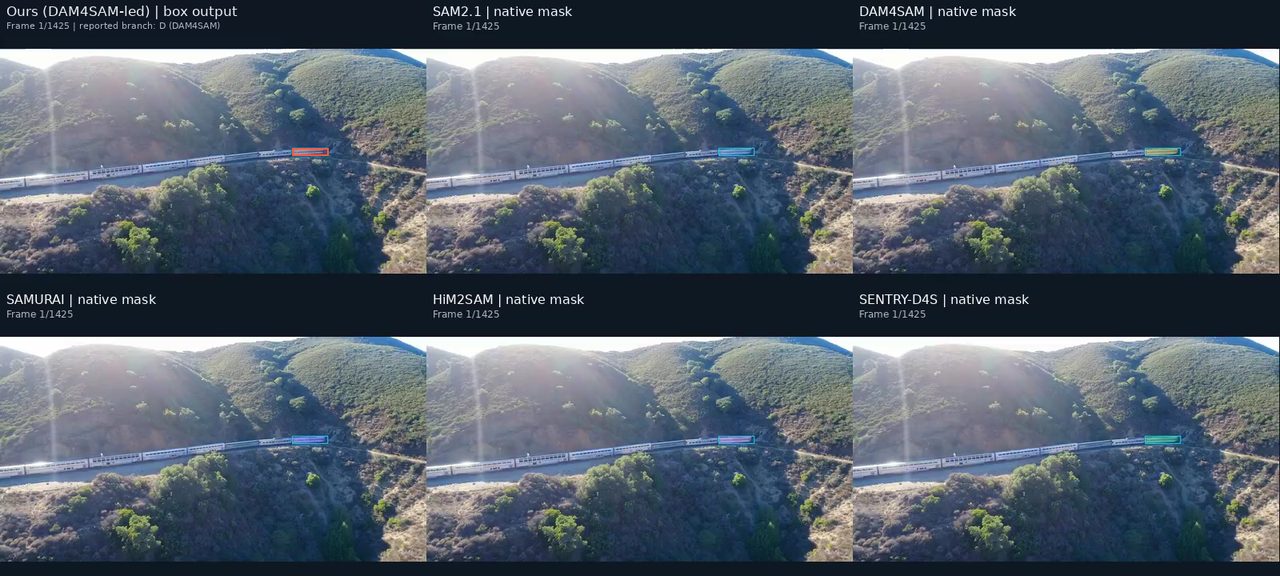 Ours (DAM4SAM-led) | box output
Frame 1/1425 | reported branch: D (DAM4SAM)
SAM2.1 | native mask
Frame 1/1425
DAM4SAM | native mask
Frame 1/1425
SAMURAI | native mask
Frame 1/1425
HiM2SAM | native mask
Frame 1/1425
SENTRY-D4S | native mask
Frame 1/1425